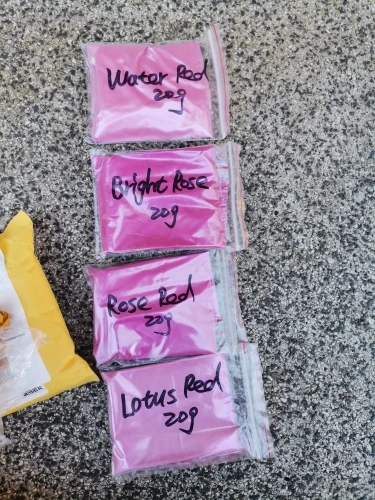 Water Red
20g
Bright Rose
20g
Rose Red
20g
Lotus Red
20g